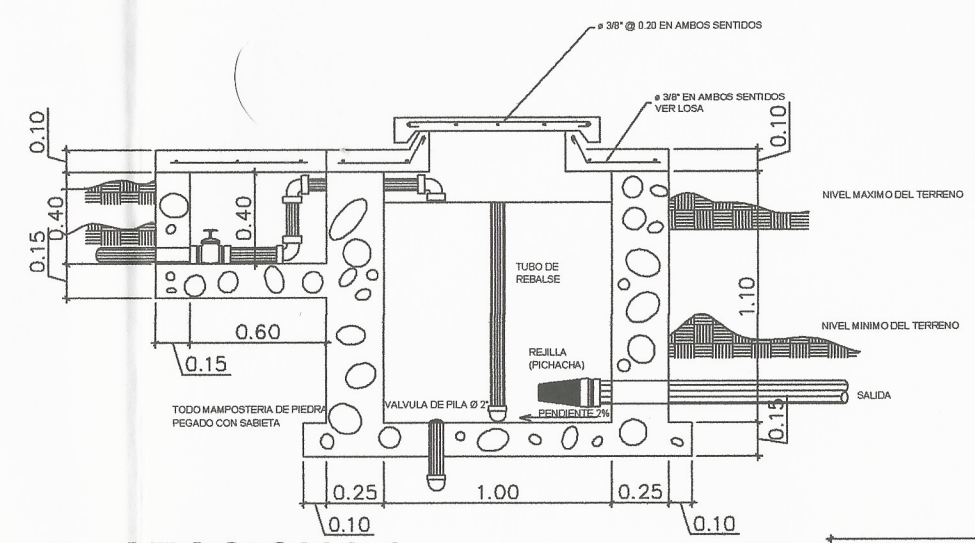 ø 3/8" @ 0.20 EN AMBOS SENTIDOS
ø 3/8" EN AMBOS SENTIDOS
VER LOSA
0.10
0.10
0.40
0.40
0.15
NIVEL MAXIMO DEL TERRENO
TUBO DE
REBALSE
1.10
0.60
0.15
NIVEL MINIMO DEL TERRENO
REJILLA
(PICHACHA)
SALIDA
TODO MAMPOSTERIA DE PIEDRA
PEGADO CON SABIETA
VALVULA DE PILA Ø 2"
PENDIENTE 2%
0.15
0.25
1.00
0.25
0.10
0.10